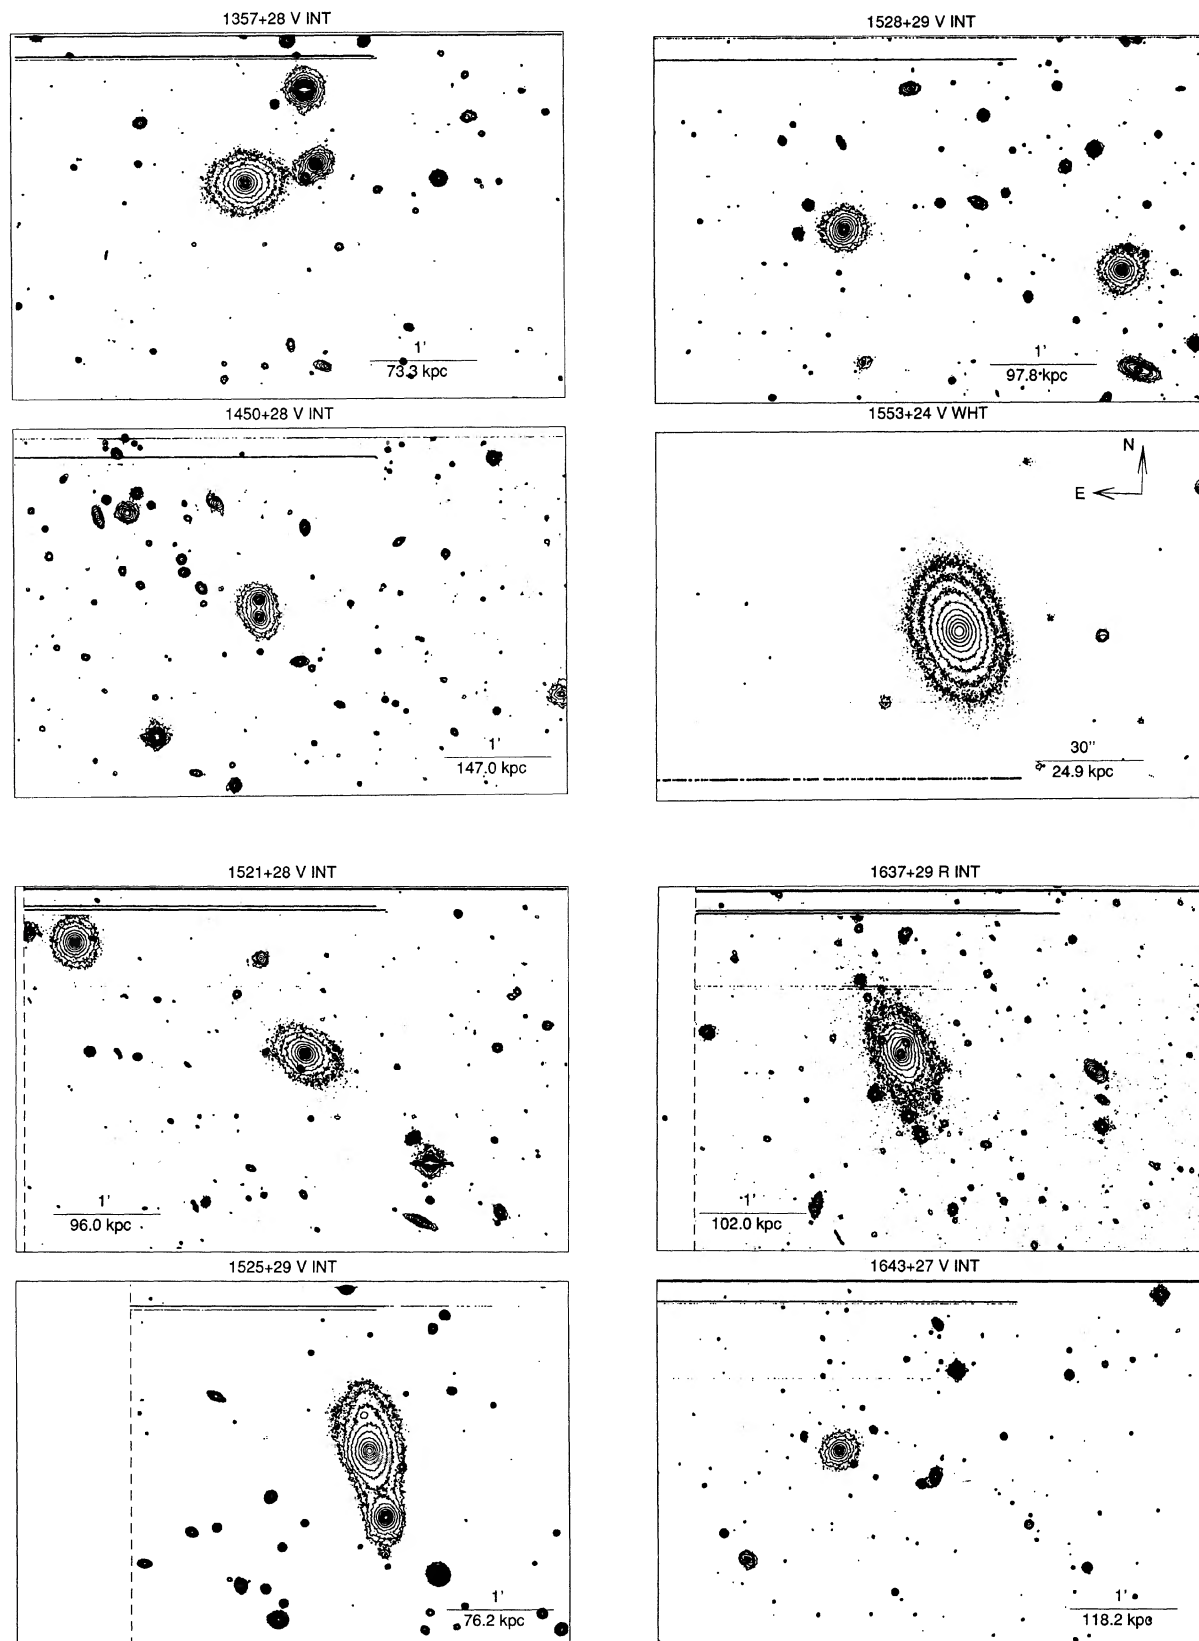 1357+28 V INT
1'
73.3 kpc
1528+29 V INT
1'
97.8 kpc
1450+28 V INT
1'
147.0 kpc
1553+24 V WHT
N
E
30''
24.9 kpc
1521+28 V INT
1'
96.0 kpc
1637+29 R INT
1'
102.0 kpc
1525+29 V INT
1'
76.2 kpc
1643+27 V INT
1'
118.2 kpc